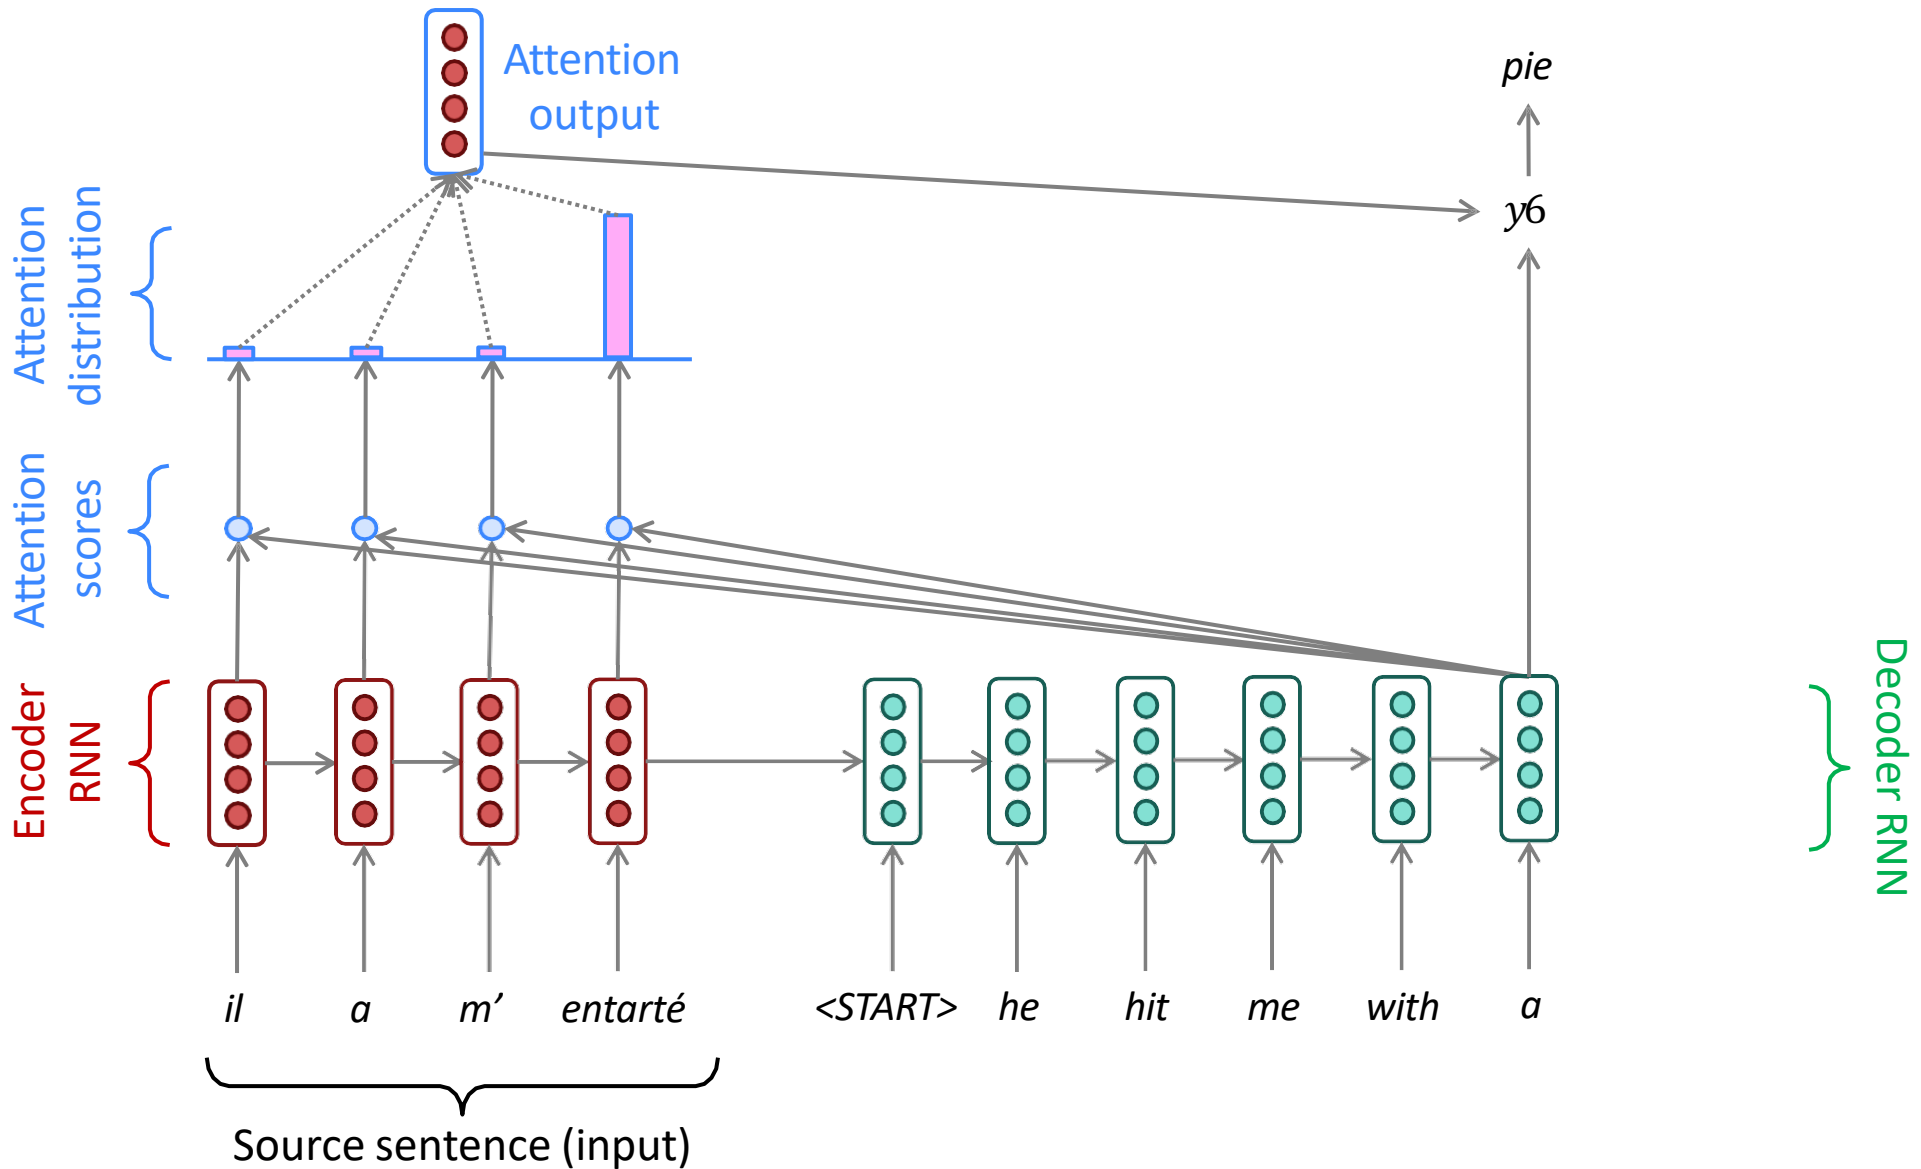 Attention
output
pie
Attention
distribution
y6
Attention
scores
Encoder
RNN
Decoder RNN
il a m’ entarté <START> he hit me with a
Source sentence (input)